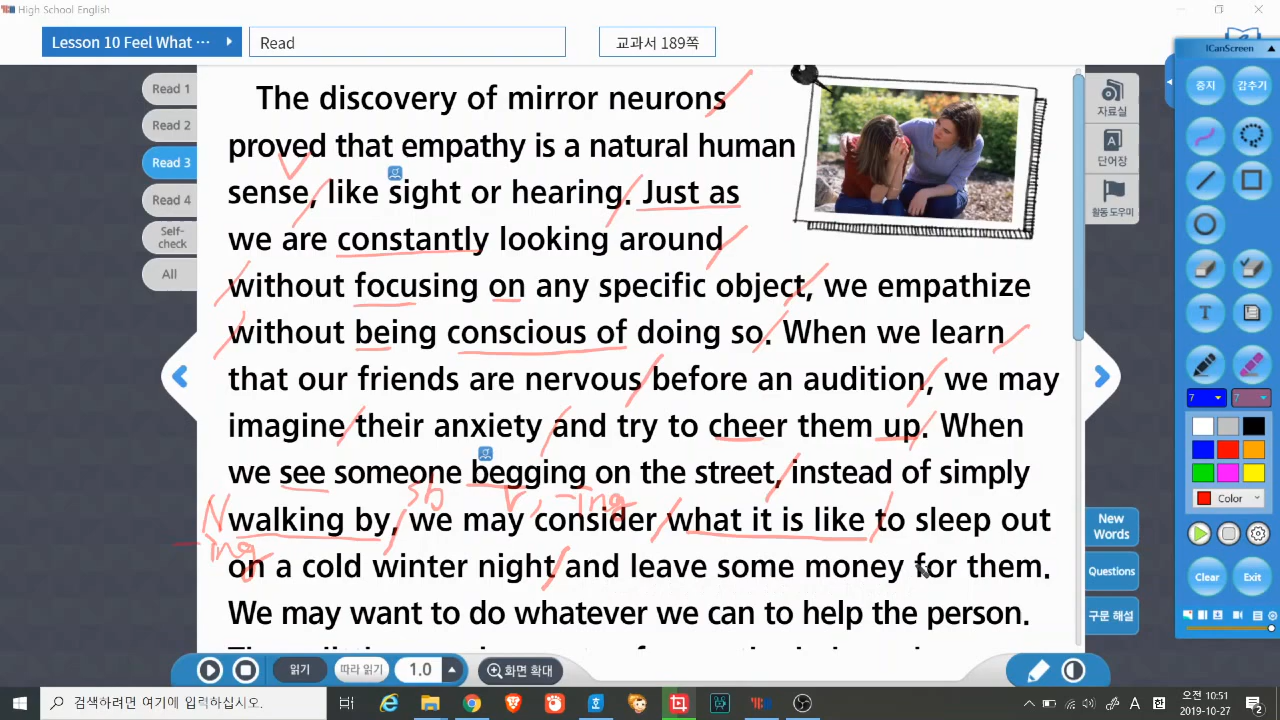 High School English
Lesson 10 Feel What ···
Read
교과서 189쪽
ICanScreen
Read 1
Read 2
Read 3
Read 4
Self-
check
All
The discovery of mirror neurons
proved that empathy is a natural human
sense, like sight or hearing. Just as
we are constantly looking around
without focusing on any specific object, we empathize
without being conscious of doing so. When we learn
that our friends are nervous before an audition, we may
imagine their anxiety and try to cheer them up. When
we see someone begging on the street, instead of simply
sb v, -ing
N
walking by, we may consider what it is like to sleep out
-ing
on a cold winter night and leave some money for them.
We may want to do whatever we can to help the person.
자료실
단어장
활동 도우미
New
Words
Questions
구문 해설
중지
감추기
T
7
7
Color
Clear
Exit
읽기
따라 읽기
1.0
화면 확대
검색하려면 여기에 입력하십시오.
A
한
오전 10:51
2019-10-27
2